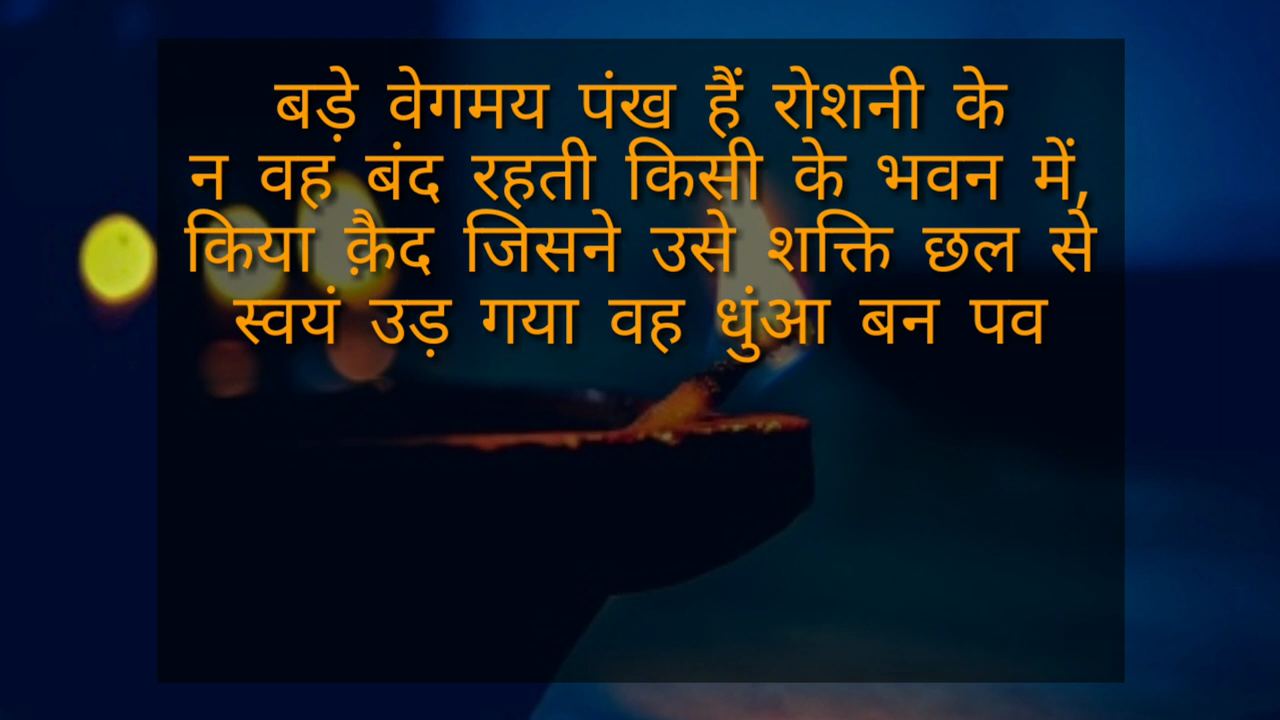 बड़े वेगमय पंख हैं रोशनी के
न वह बंद रहती किसी के भवन में,
किया क़ैद जिसने उसे शक्ति छल से
स्वयं उड़ गया वह धुंआ बन पव